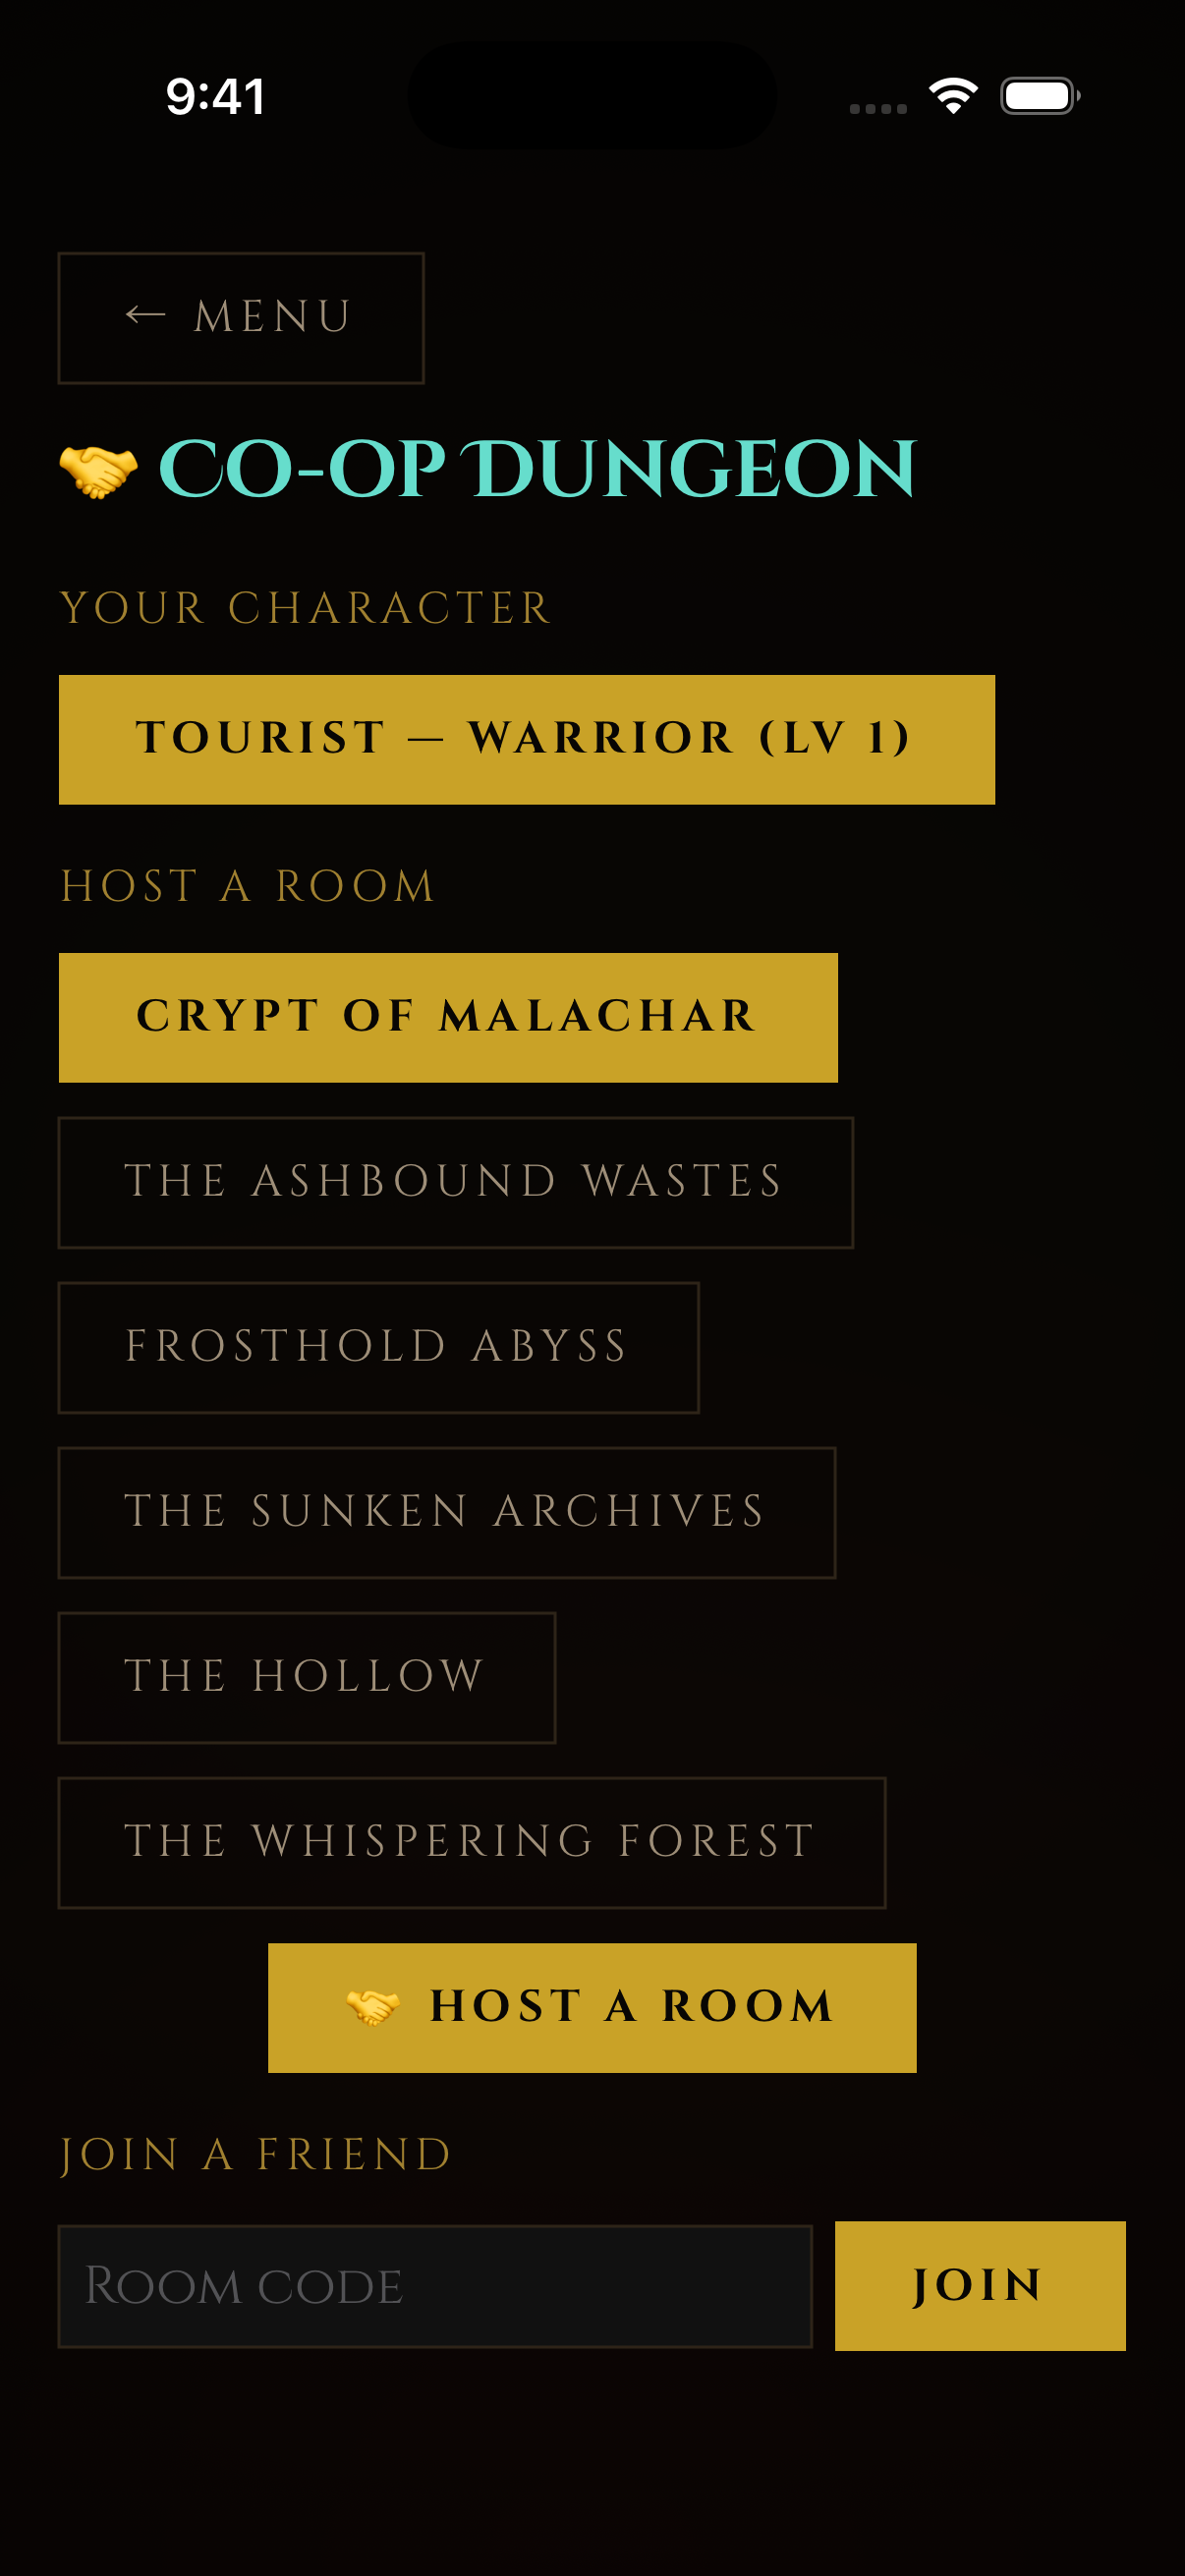 9:41
← MENU
🤝 CO-OP DUNGEON
YOUR CHARACTER
TOURIST — WARRIOR (LV 1)
HOST A ROOM
CRYPT OF MALACHAR
THE ASHBOUND WASTES
FROSTHOLD ABYSS
THE SUNKEN ARCHIVES
THE HOLLOW
THE WHISPERING FOREST
🤝 HOST A ROOM
JOIN A FRIEND
ROOM CODE
JOIN